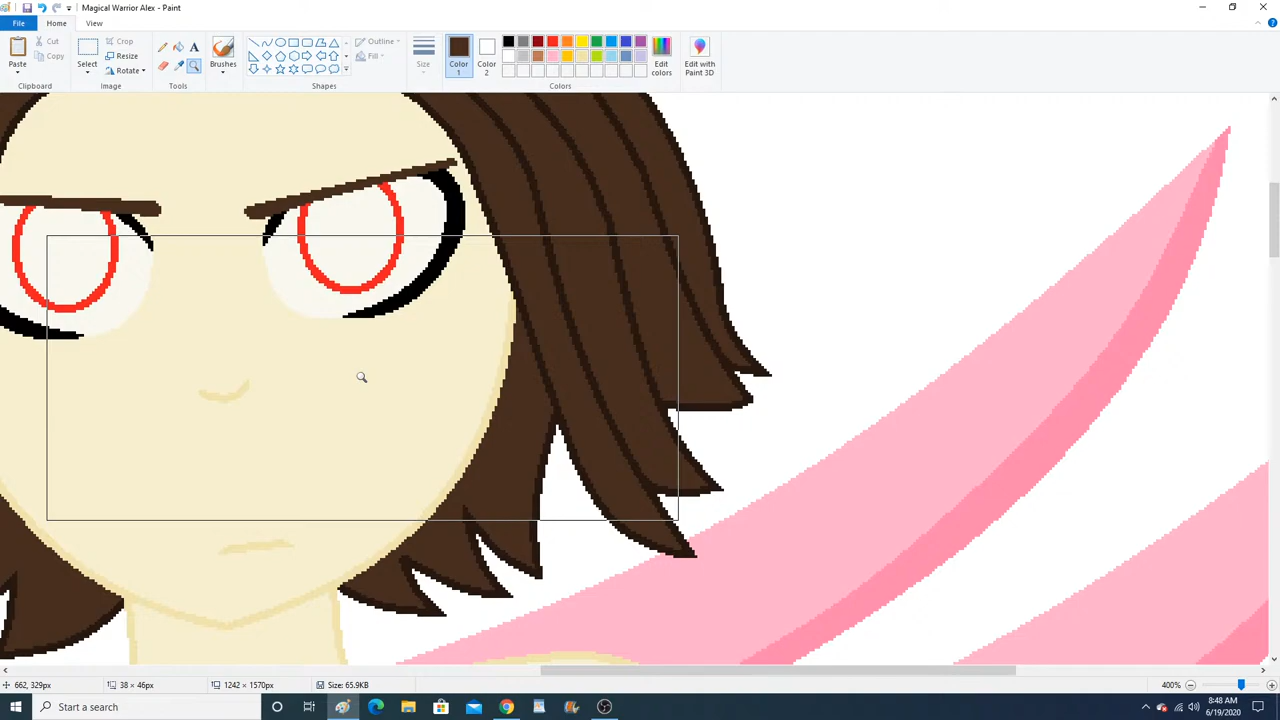 Magical Warrior Alex - Paint
File Home View
Paste Cut Copy Select Crop Resize Rotate Brushes Outline Fill Size Color 1 Color 2 Edit colors Edit with Paint 3D
Clipboard Image Tools Shapes Colors
662, 329px 38 × 46px 1242 × 1570px Size: 65.9KB 400%
Start a search 8:48 AM
6/19/2020